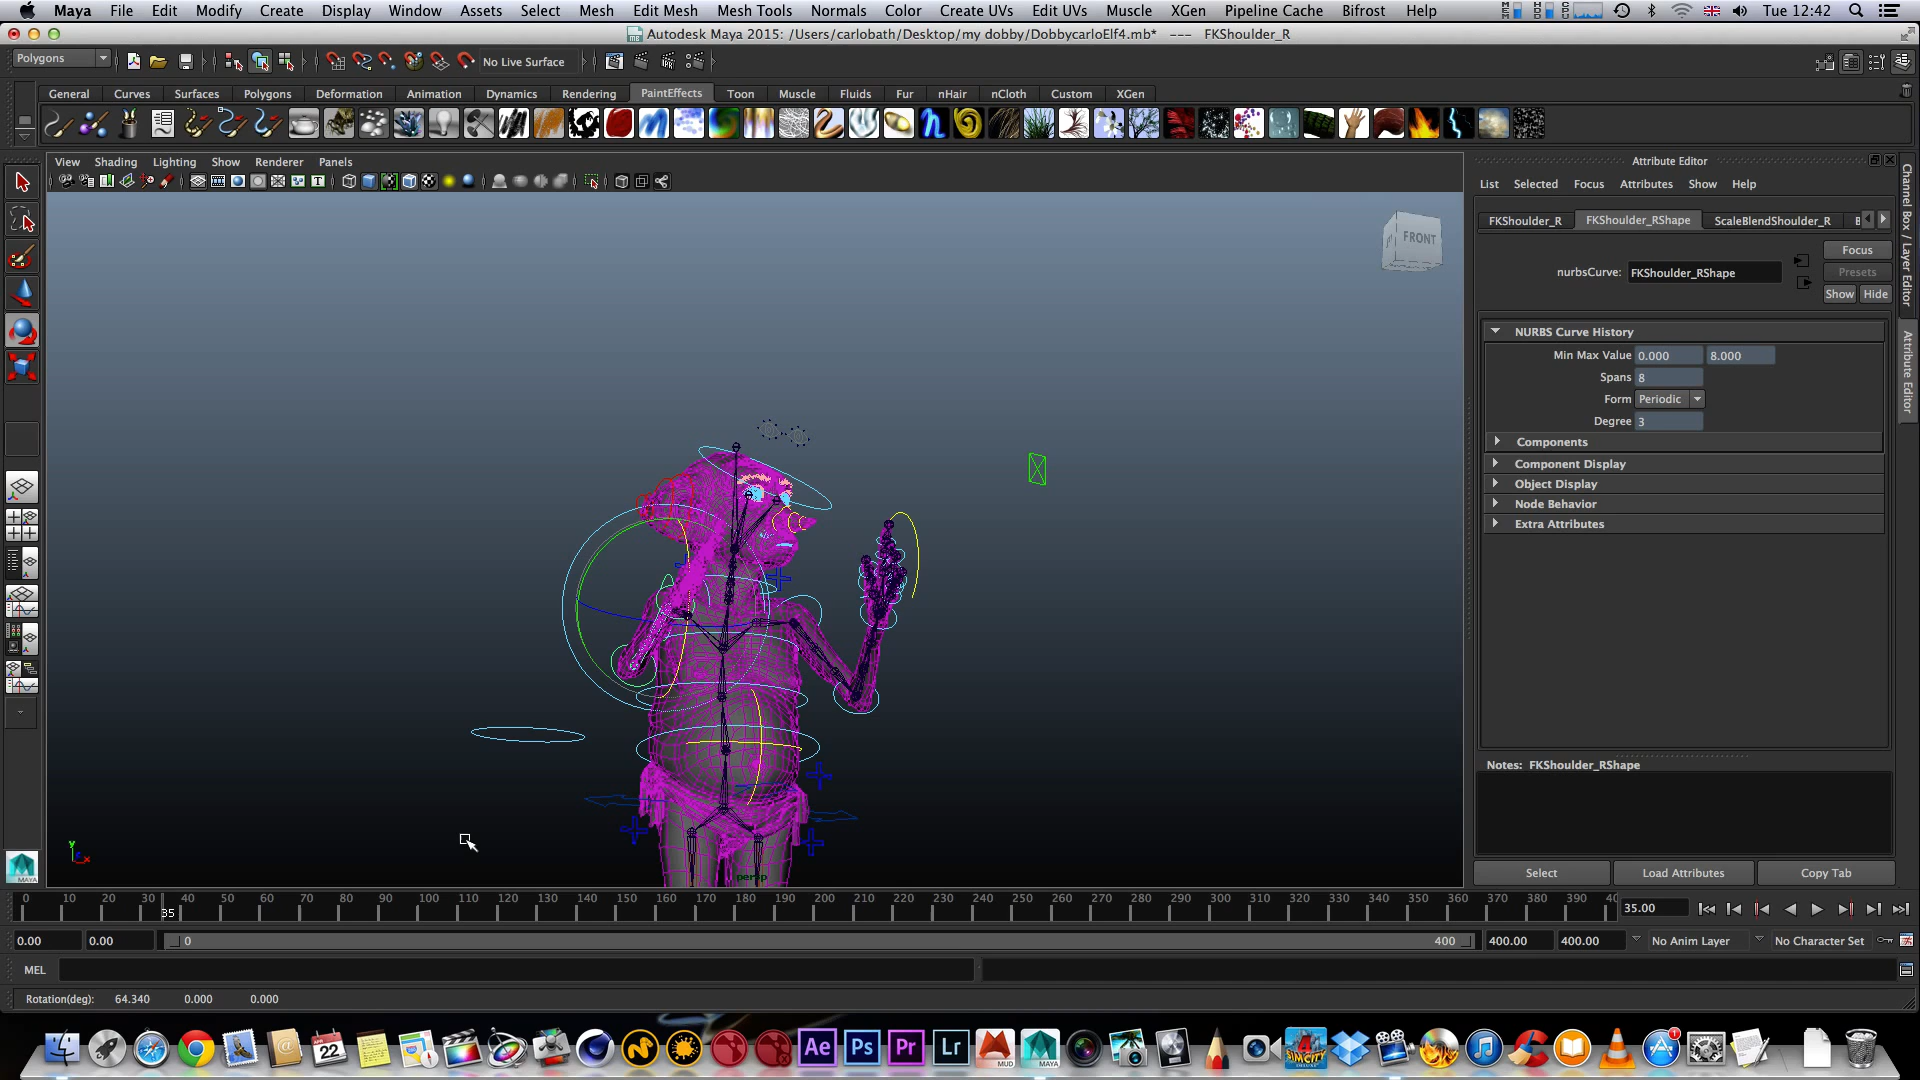 Maya File Edit Modify Create Display Window Assets Select Mesh Edit Mesh Mesh Tools Normals Color Create UVs Edit UVs Muscle XGen Pipeline Cache Bifrost Help Tue 12:42
Autodesk Maya 2015: /Users/carlobath/Desktop/my dobby/DobbycarloElf4.mb* --- FKShoulder_R
Polygons No Live Surface
General Curves Surfaces Polygons Deformation Animation Dynamics Rendering PaintEffects Toon Muscle Fluids Fur nHair nCloth Custom XGen
View Shading Lighting Show Renderer Panels
Attribute Editor
List Selected Focus Attributes Show Help
FKShoulder_R FKShoulder_RShape ScaleBlendShoulder_R
Focus
nurbsCurve: FKShoulder_RShape
Presets
Show Hide
FRONT
NURBS Curve History
Min Max Value 0.000 8.000
Spans 8
Form Periodic
Degree 3
Components
Component Display
Object Display
Node Behavior
Extra Attributes
Channel Box / Layer Editor
Attribute Editor
Notes: FKShoulder_RShape
Select Load Attributes Copy Tab
y
x
persp
MAYA
0 10 20 30 40 50 60 70 80 90 100 110 120 130 140 150 160 170 180 190 200 210 220 230 240 250 260 270 280 290 300 310 320 330 340 350 360 370 380 390 40
35
35.00
0.00 0.00 0 400 400.00 400.00 No Anim Layer No Character Set
MEL
Rotation(deg): 64.340 0.000 0.000
22 Ae Ps Pr Lr MUD MAYA SIMCITY 1